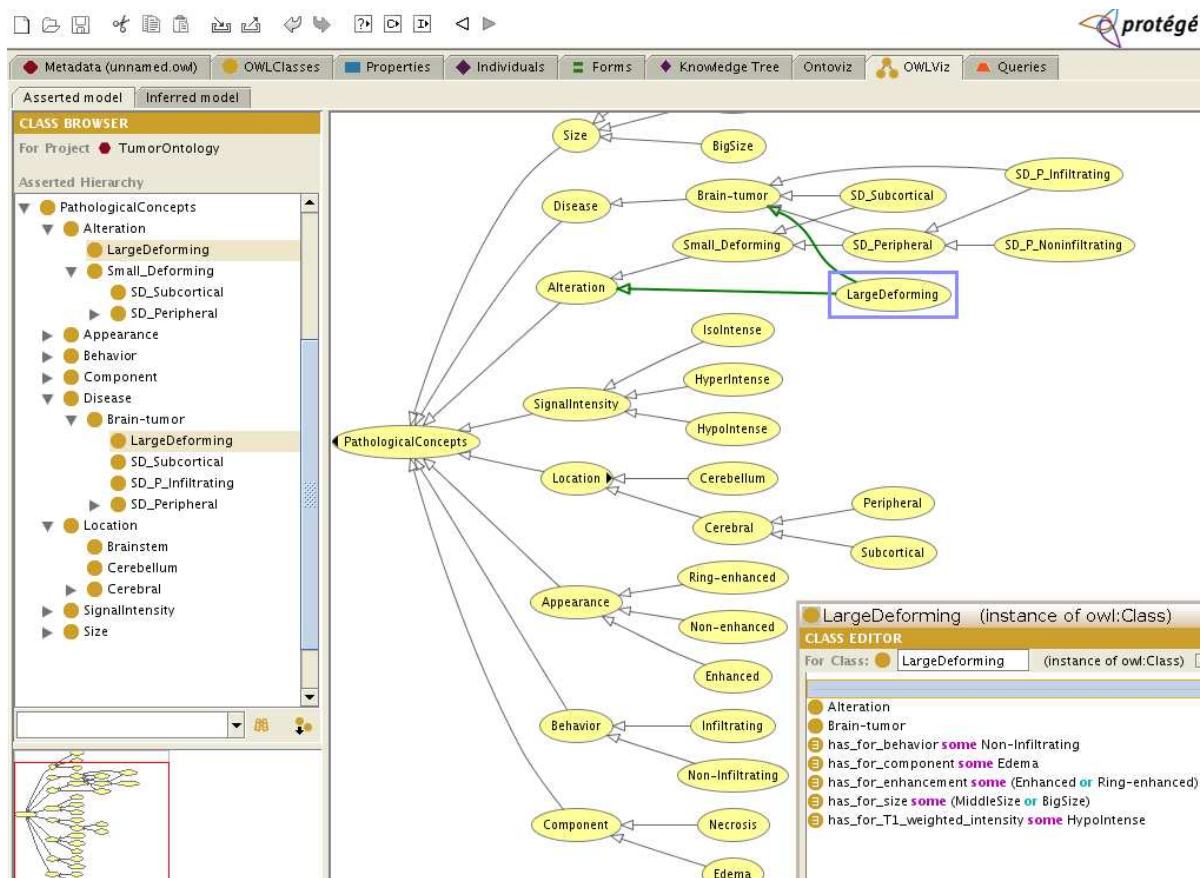 protégé
Metadata (unnamed.owl) OWLClasses Properties Individuals Forms Knowledge Tree Ontoviz OWLViz Queries
Asserted model Inferred model
CLASS BROWSER
For Project TumorOntology
Asserted Hierarchy
PathologicalConcepts
Alteration
LargeDeforming
Small_Deforming
SD_Subcortical
SD_Peripheral
Appearance
Behavior
Component
Disease
Brain-tumor
LargeDeforming
SD_Subcortical
SD_P_Infiltrating
SD_Peripheral
Location
Brainstem
Cerebellum
Cerebral
SignalIntensity
Size
Size
BigSize
SD_P_Infiltrating
Disease
Brain-tumor
SD_Subcortical
Small_Deforming
SD_Peripheral
SD_P_Noninfiltrating
Alteration
LargeDeforming
IsoIntense
HyperIntense
SignalIntensity
HypoIntense
PathologicalConcepts
Location
Cerebellum
Peripheral
Cerebral
Subcortical
Ring-enhanced
Appearance
Non-enhanced
Enhanced
Behavior
Infiltrating
Non-Infiltrating
Component
Necrosis
Edema
LargeDeforming (instance of owl:Class)
CLASS EDITOR
For Class: LargeDeforming (instance of owl:Class)
Alteration
Brain-tumor
has_for_behavior some Non-Infiltrating
has_for_component some Edema
has_for_enhancement some (Enhanced or Ring-enhanced)
has_for_size some (MiddleSize or BigSize)
has_for_T1_weighted_intensity some HypoIntense